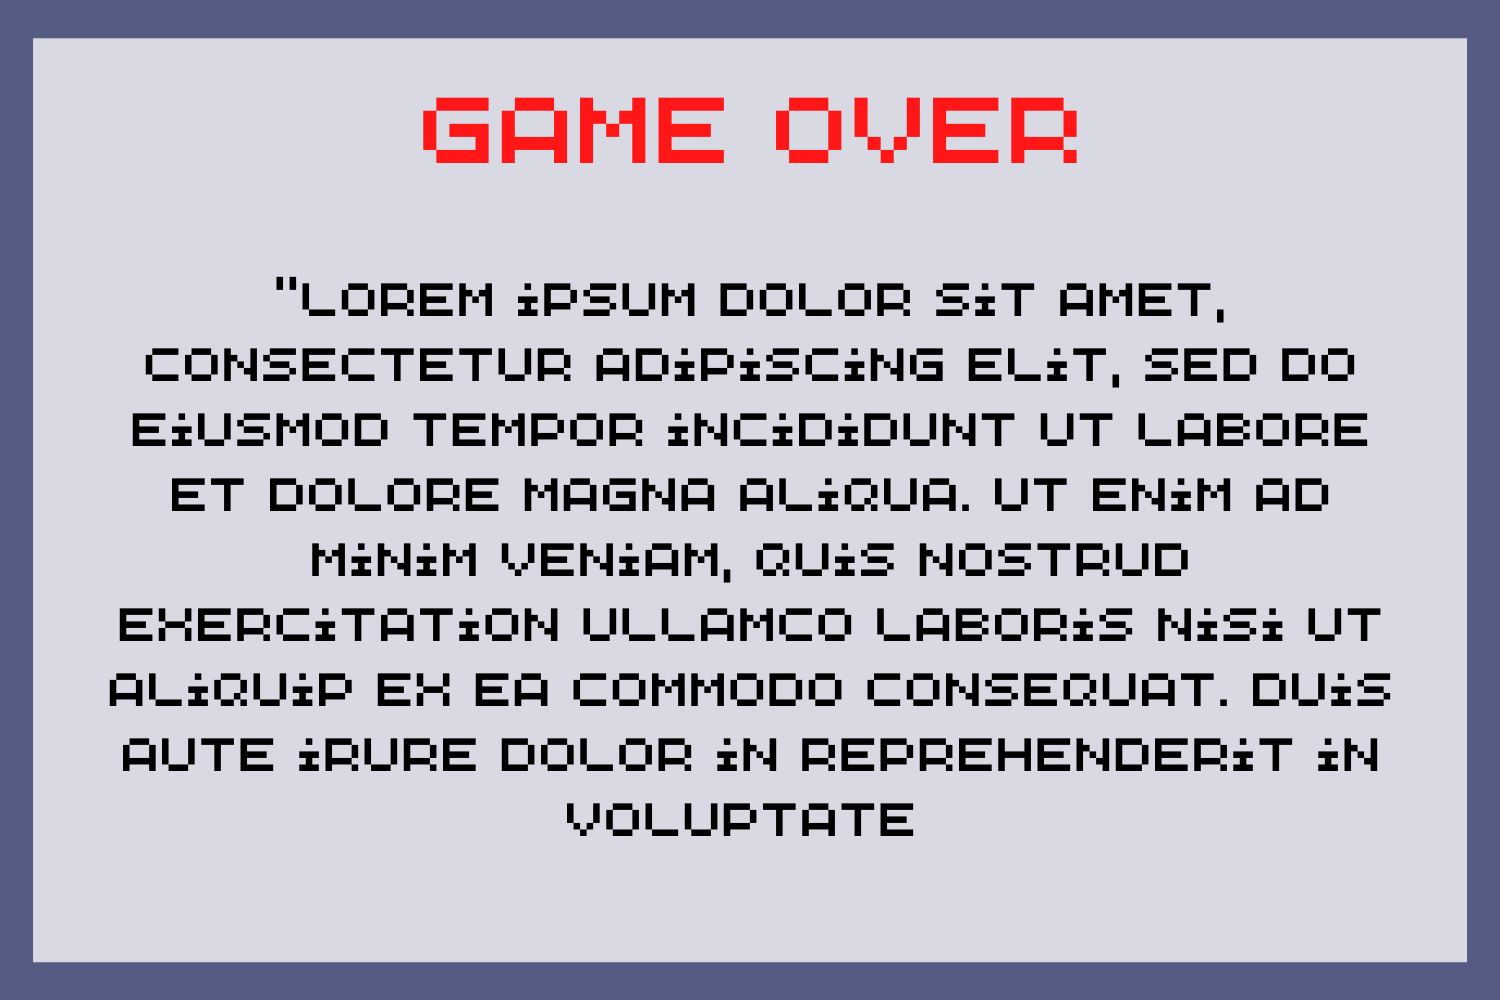 GAME OVER
"LOREM iPSUM DOLOR SiT AMET,
CONSECTETUR ADiPiSCiNG ELiT, SED DO
EiUSMOD TEMPOR iNCiDiDUNT UT LABORE
ET DOLORE MAGNA ALiQUA. UT ENiM AD
MiNiM VENiAM, QUiS NOSTRUD
EXERCiTATiON ULLAMCO LABORiS NiSi UT
ALiQUiP EX EA COMMODO CONSEQUAT. DUiS
AUTE iRURE DOLOR iN REPREHENDERiT iN
VOLUPTATE